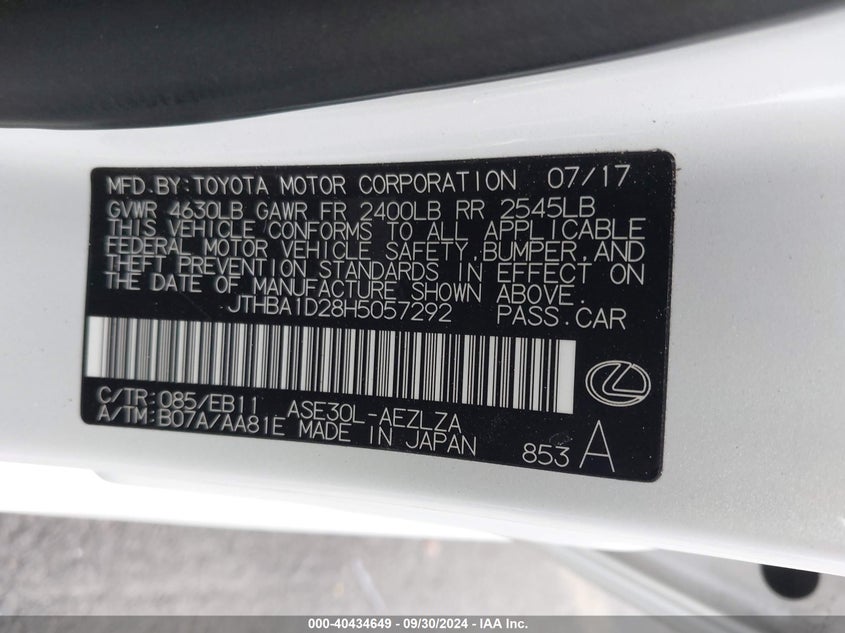 MFD.BY:TOYOTA MOTOR CORPORATION 07/17
GVWR 4630LB GAWR FR 2400LB RR 2545LB
THIS VEHICLE CONFORMS TO ALL APPLICABLE
FEDERAL MOTOR VEHICLE SAFETY,BUMPER,AND
THEFT PREVENTION STANDARDS IN EFFECT ON
THE DATE OF MANUFACTURE SHOWN ABOVE.
JTHBA1D28H5057292 PASS.CAR
C/TR:085/EB11 ASE30L-AEZLZA
A/TM:B07A/AA81E MADE IN JAPAN
853 A
000-40434649 — 09/30/2024 — IAA Inc.